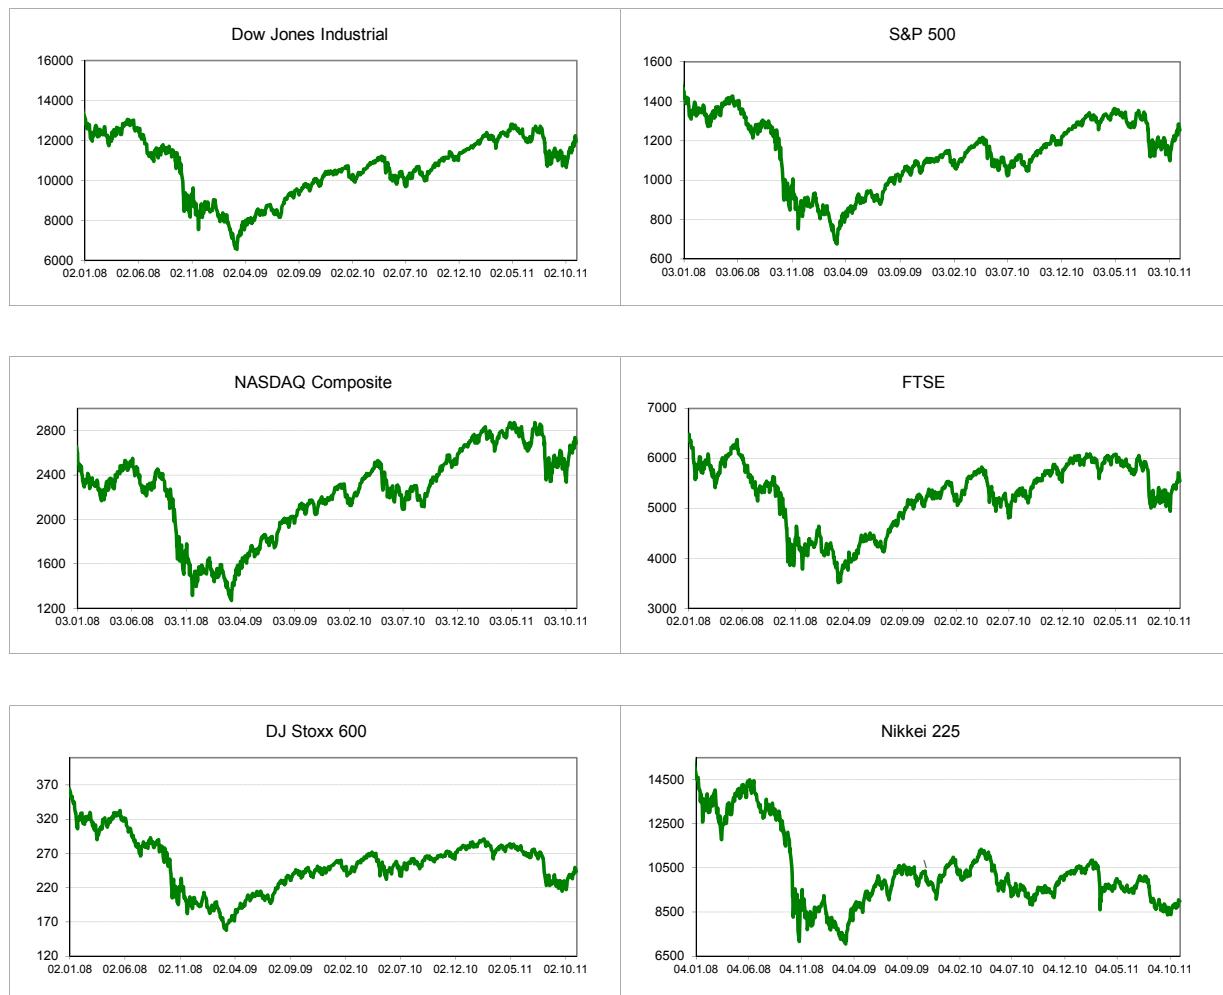 Dow Jones Industrial
16000
14000
12000
10000
8000
6000
02.01.08 02.06.08 02.11.08 02.04.09 02.09.09 02.02.10 02.07.10 02.12.10 02.05.11 02.10.11
S&P 500
1600
1400
1200
1000
800
600
03.01.08 03.06.08 03.11.08 03.04.09 03.09.09 03.02.10 03.07.10 03.12.10 03.05.11 03.10.11
NASDAQ Composite
2800
2400
2000
1600
1200
03.01.08 03.06.08 03.11.08 03.04.09 03.09.09 03.02.10 03.07.10 03.12.10 03.05.11 03.10.11
FTSE
7000
6000
5000
4000
3000
02.01.08 02.06.08 02.11.08 02.04.09 02.09.09 02.02.10 02.07.10 02.12.10 02.05.11 02.10.11
DJ Stoxx 600
370
320
270
220
170
120
02.01.08 02.06.08 02.11.08 02.04.09 02.09.09 02.02.10 02.07.10 02.12.10 02.05.11 02.10.11
Nikkei 225
14500
12500
10500
8500
6500
04.01.08 04.06.08 04.11.08 04.04.09 04.09.09 04.02.10 04.07.10 04.12.10 04.05.11 04.10.11